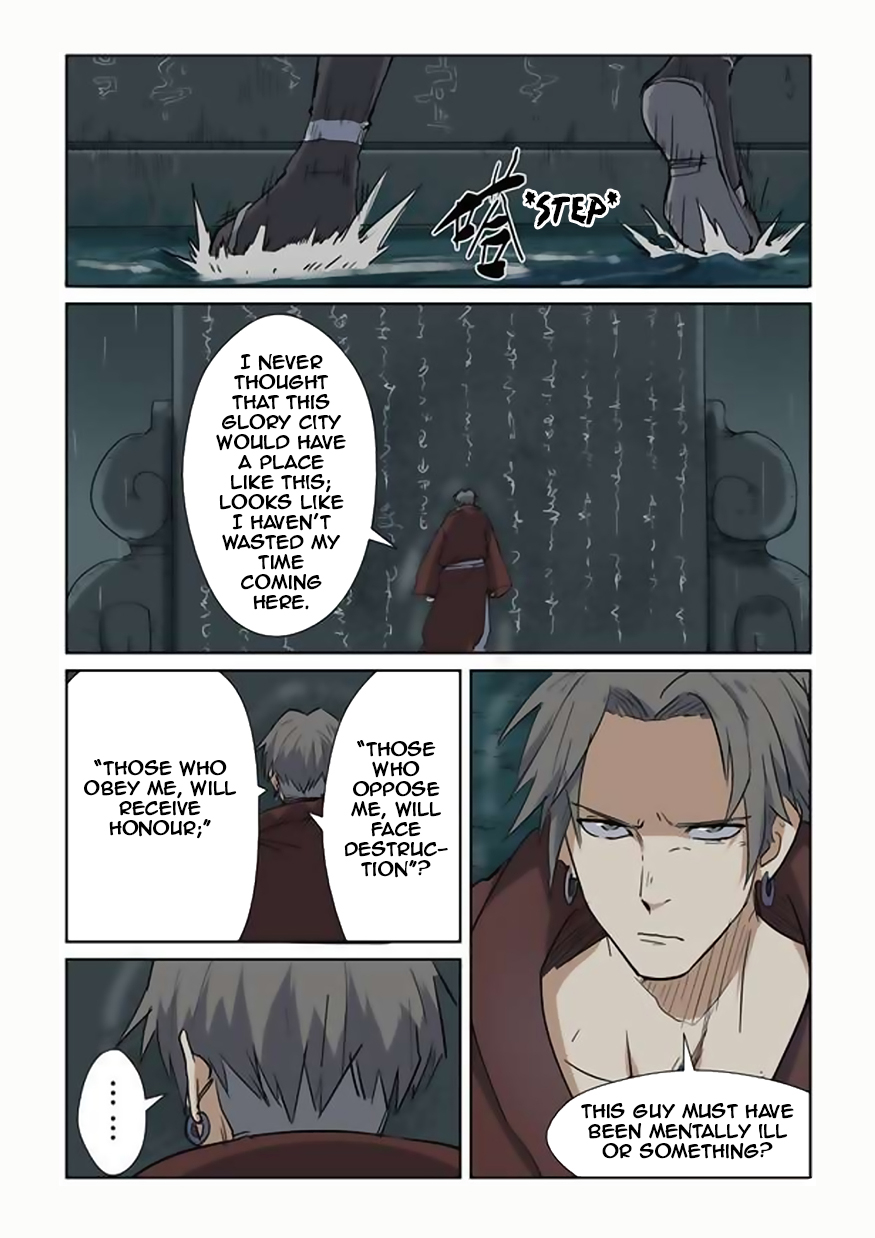 嗒
*STEP*
I NEVER
THOUGHT
THAT THIS
GLORY CITY
WOULD HAVE
A PLACE
LIKE THIS;
LOOKS LIKE
I HAVEN'T
WASTED MY
TIME
COMING
HERE.
"THOSE WHO
OBEY ME, WILL
RECEIVE
HONOUR;"
"THOSE
WHO
OPPOSE
ME, WILL
FACE
DESTRUC-
TION"?
......
THIS GUY MUST HAVE
BEEN MENTALLY ILL
OR SOMETHING?